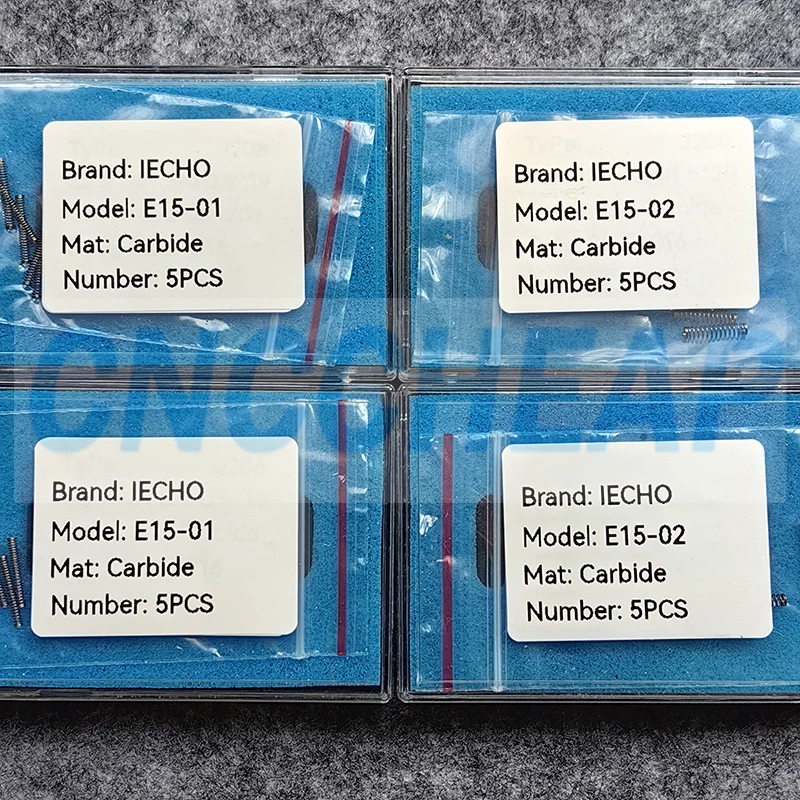 Brand: IECHO
Model: E15-01
Mat: Carbide
Number: 5PCS
Brand: IECHO
Model: E15-02
Mat: Carbide
Number: 5PCS
CNCCHEAP
Brand: IECHO
Model: E15-01
Mat: Carbide
Number: 5PCS
Brand: IECHO
Model: E15-02
Mat: Carbide
Number: 5PCS